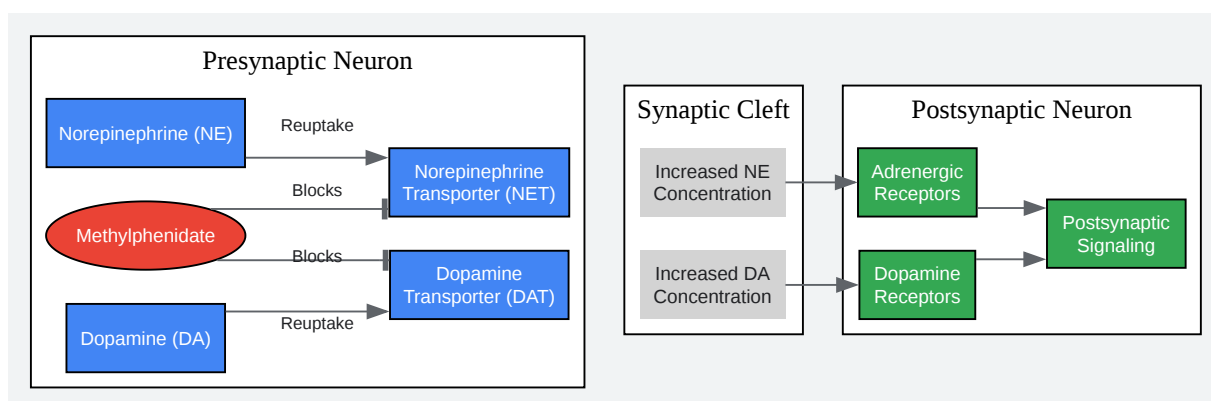 Presynaptic Neuron
Norepinephrine (NE)
Reuptake
Norepinephrine
Transporter (NET)
Blocks
Methylphenidate
Blocks
Dopamine
Transporter (DAT)
Reuptake
Dopamine (DA)
Synaptic Cleft
Increased NE
Concentration
Increased DA
Concentration
Postsynaptic Neuron
Adrenergic
Receptors
Dopamine
Receptors
Postsynaptic
Signaling